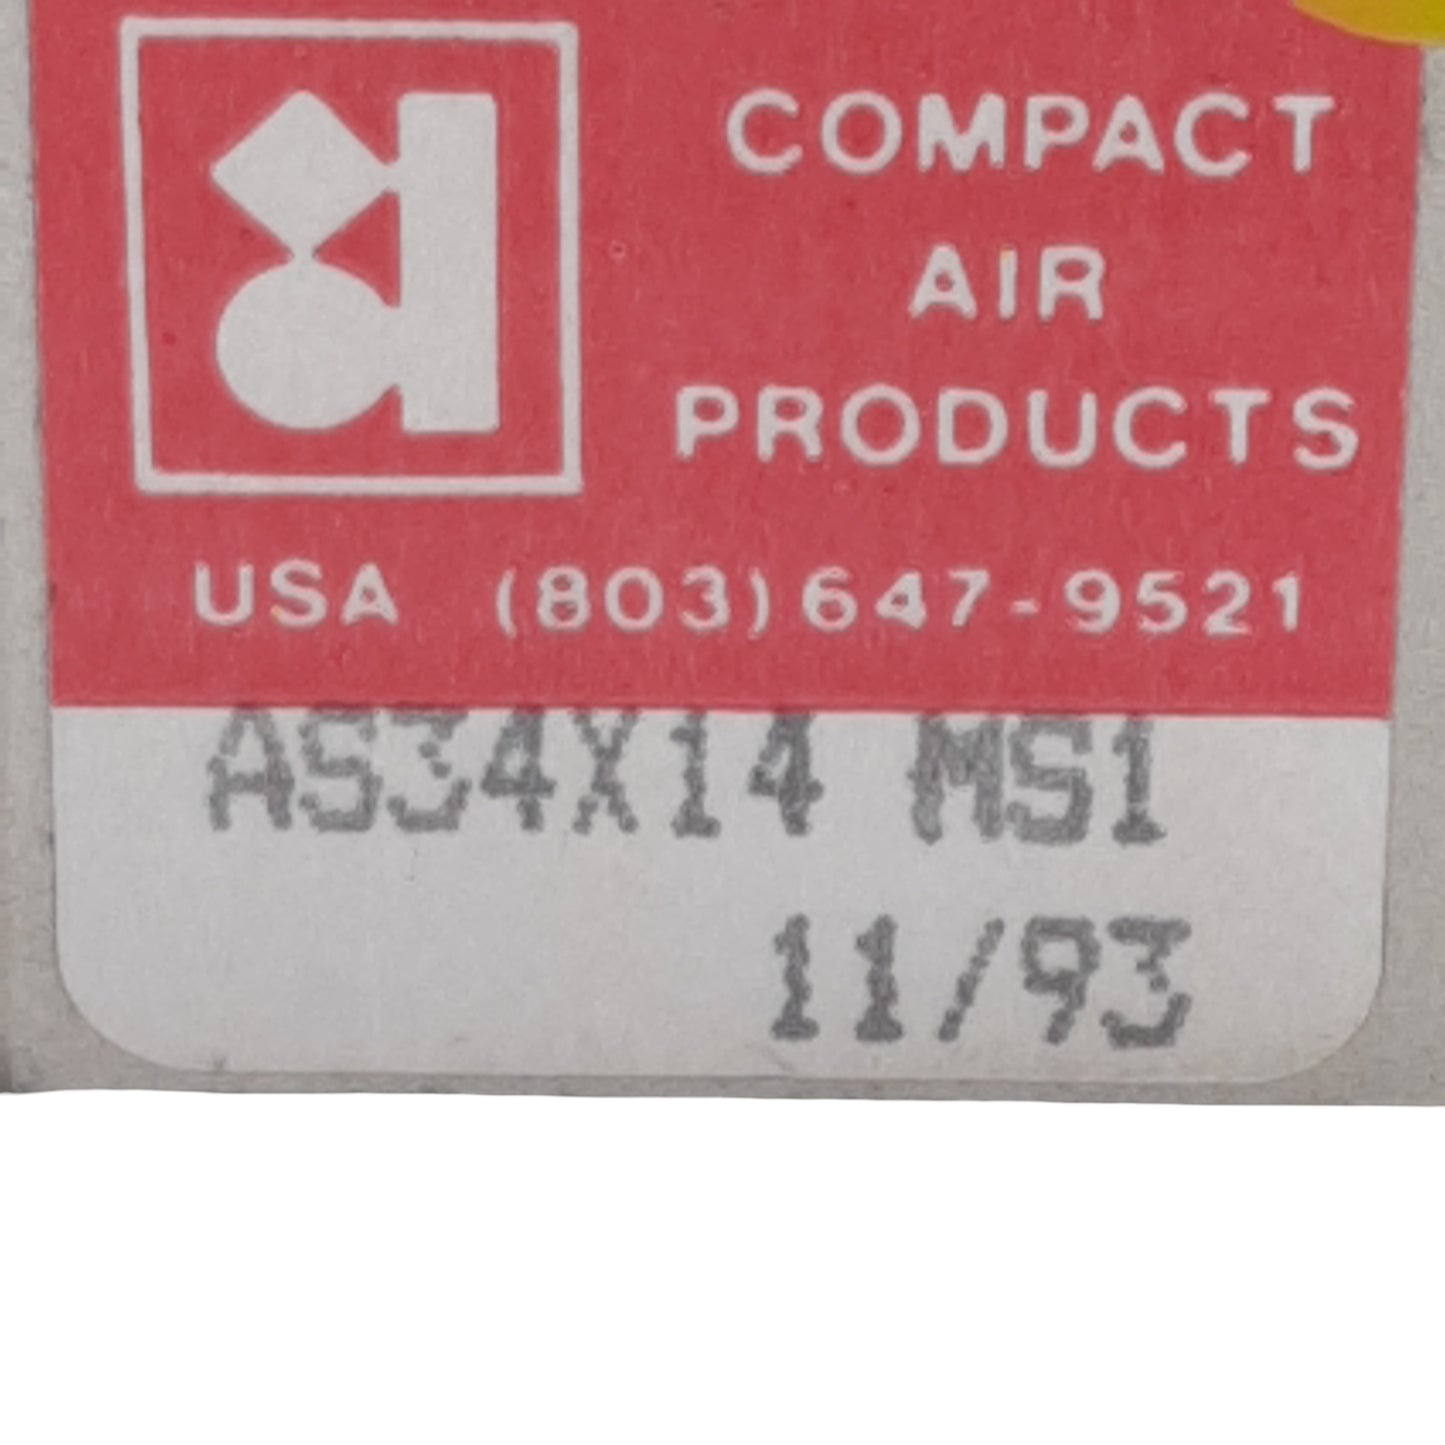 COMPACT
AIR
PRODUCTS
USA (803) 647-9521
AS34X14 MS1
11/93